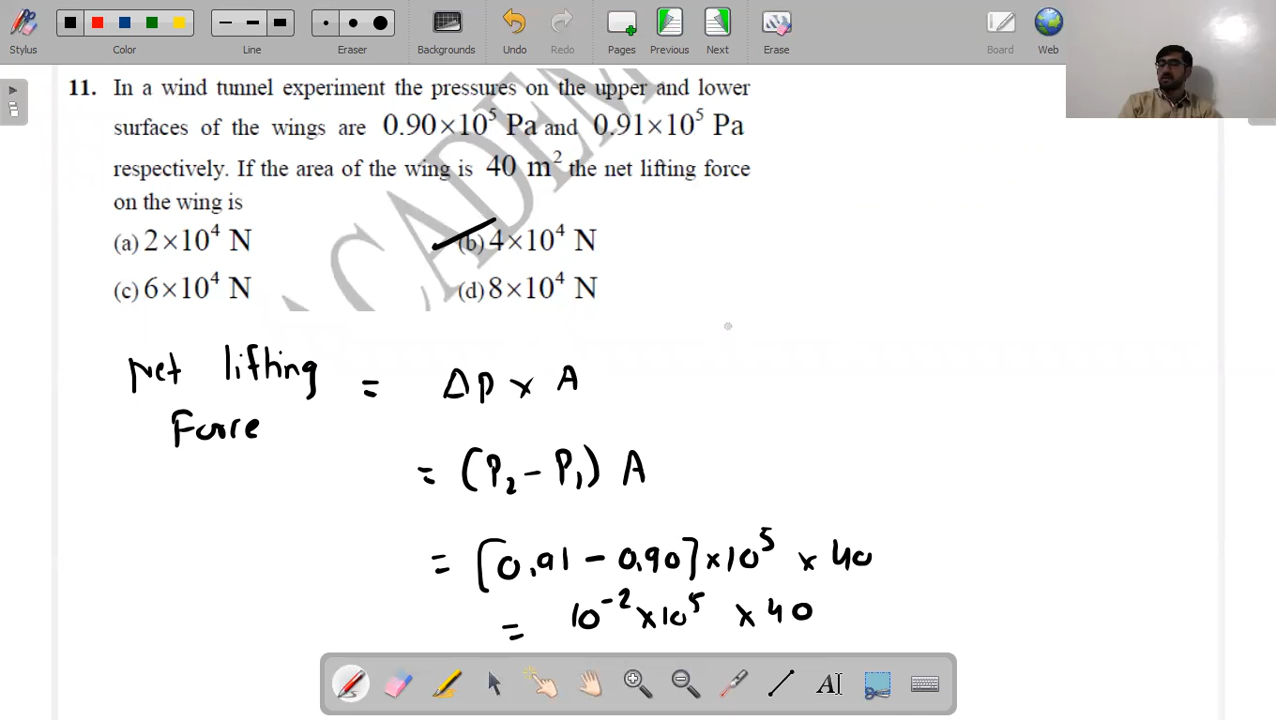 Stylus Color Line Eraser Backgrounds Undo Redo Pages Previous Next Erase Board Web
11. In a wind tunnel experiment the pressures on the upper and lower
surfaces of the wings are 0.90×10⁵ Pa and 0.91×10⁵ Pa
respectively. If the area of the wing is 40 m² the net lifting force
on the wing is
(a) 2×10⁴ N (b) 4×10⁴ N
(c) 6×10⁴ N (d) 8×10⁴ N
ACADEM
Net lifting = ΔP × A
Force
= (P₂ - P₁) A
= [0.91 - 0.90] × 10⁵ × 40
= 10⁻² × 10⁵ × 40